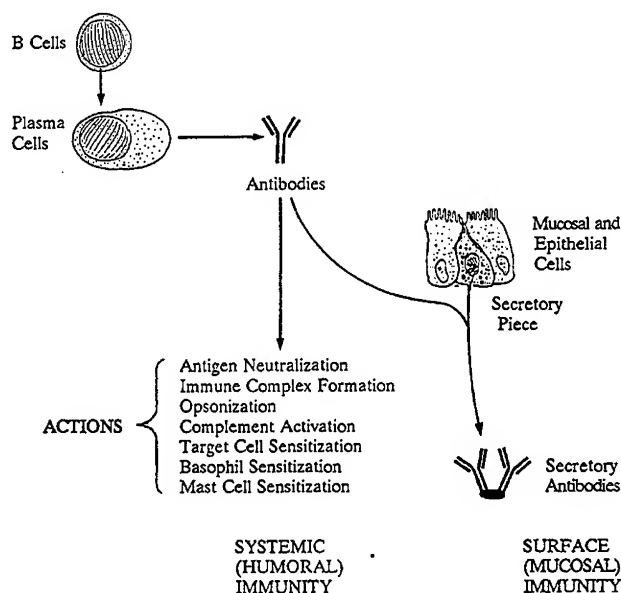 B Cells
Plasma
Cells
Antibodies
Mucosal and
Epithelial
Cells
Secretory
Piece
ACTIONS
Antigen Neutralization
Immune Complex Formation
Opsonization
Complement Activation
Target Cell Sensitization
Basophil Sensitization
Mast Cell Sensitization
Secretory
Antibodies
SYSTEMIC
(HUMORAL)
IMMUNITY
SURFACE
(MUCOSAL)
IMMUNITY